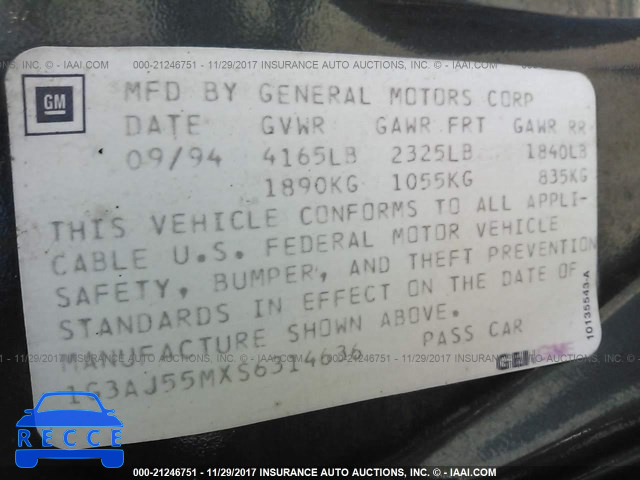 000-21246751 - 11/29/2017 INSURANCE AUTO AUCTIONS, INC. © - IAAI.COM
GM
MFD BY GENERAL MOTORS CORP
DATE GVWR GAWR FRT GAWR RR
09/94 4165LB 2325LB 1840LB
1890KG 1055KG 835KG
THIS VEHICLE CONFORMS TO ALL APPLI-
CABLE U.S. FEDERAL MOTOR VEHICLE
SAFETY, BUMPER, AND THEFT PREVENTION
STANDARDS IN EFFECT ON THE DATE OF
MANUFACTURE SHOWN ABOVE.
1G3AJ55MXS6314636 PASS CAR
10135543-A
RECCE
000-21246751 - 11/29/2017 INSURANCE AUTO AUCTIONS, INC. © - IAAI.COM